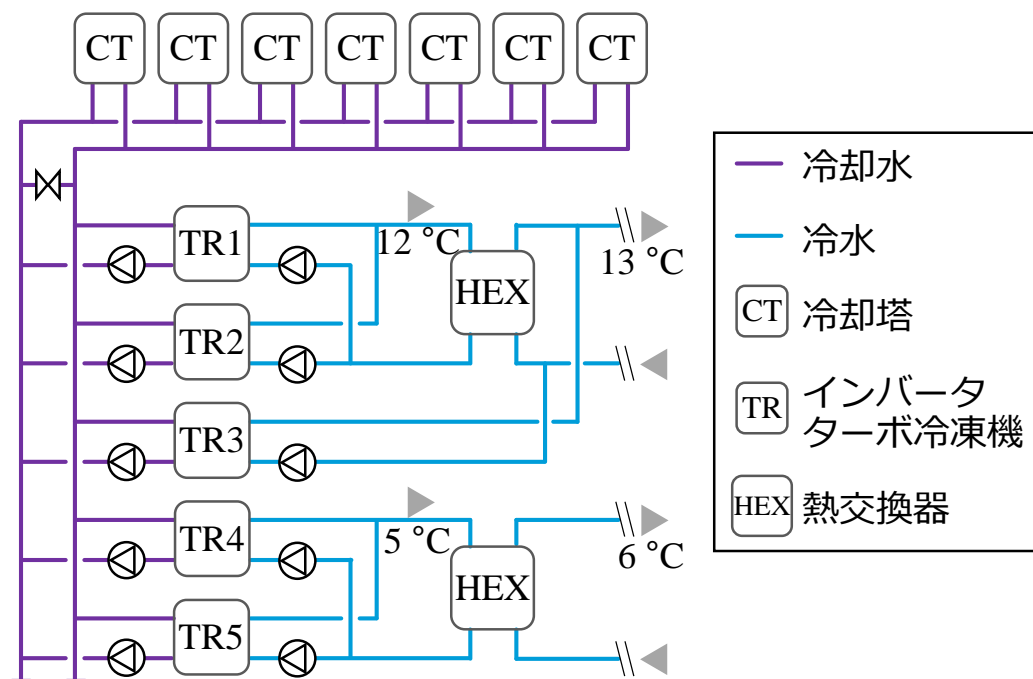 CT CT CT CT CT CT CT
TR1
12 °C
HEX
13 °C
TR2
TR3
TR4
5 °C
HEX
6 °C
TR5
冷却水
冷水
CT 冷却塔
TR インバータ
ターボ冷凍機
HEX 熱交換器